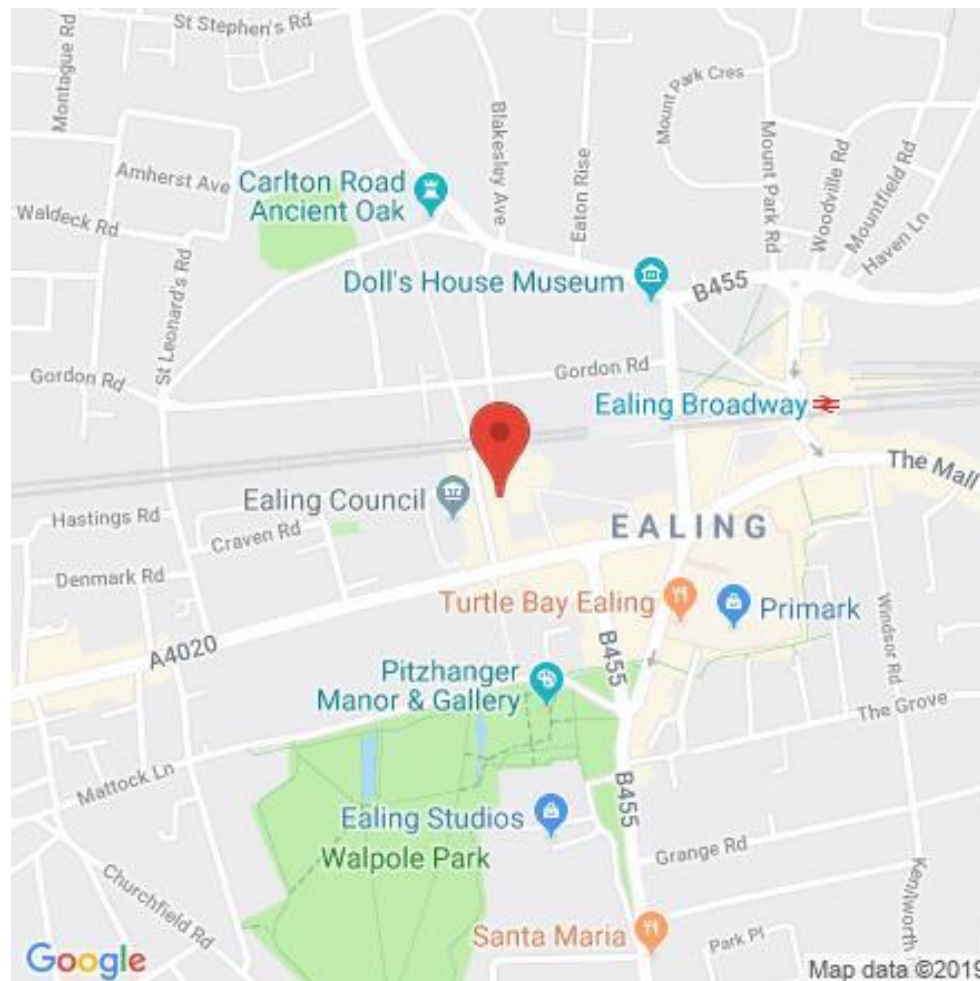 St Stephen's Rd
Montague Rd
Mount Park Cres
Blakesley Ave
Mount Park Rd
Woodville Rd
Mountfield Rd
Amherst Ave
Carlton Road
Ancient Oak
Eaton Rise
Haven Ln
Waldeck Rd
St Leonard's Rd
Doll's House Museum
B455
Gordon Rd
Gordon Rd
Ealing Broadway
The Mall
Ealing Council
Hastings Rd
Craven Rd
EALING
Denmark Rd
Turtle Bay Ealing
Primark
Windsor Rd
A4020
B455
Pitzhanger
Manor & Gallery
The Grove
Mattock Ln
B455
Ealing Studios
Walpole Park
Grange Rd
Churchfield Rd
Kenilworth
Santa Maria
Park Pl
Google
Map data ©2019